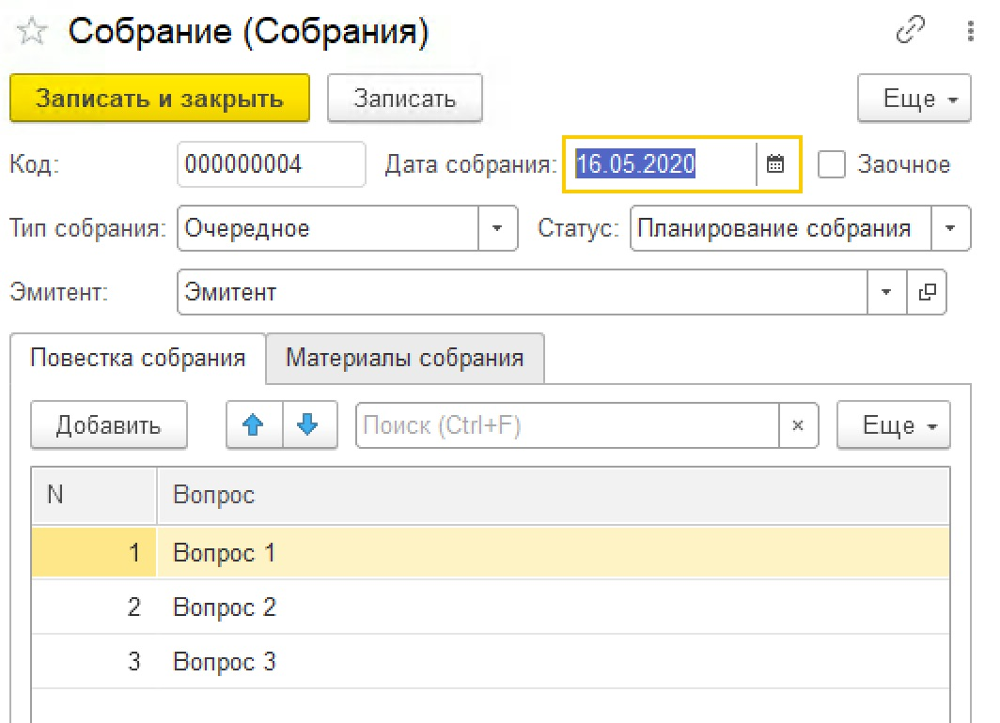 Собрание (Собрания)
Записать и закрыть Записать Еще
Код: 000000004 Дата собрания: 16.05.2020 Заочное
Тип собрания: Очередное Статус: Планирование собрания
Эмитент: Эмитент
Повестка собрания Материалы собрания
Добавить Поиск (Ctrl+F) × Еще
N Вопрос
1 Вопрос 1
2 Вопрос 2
3 Вопрос 3